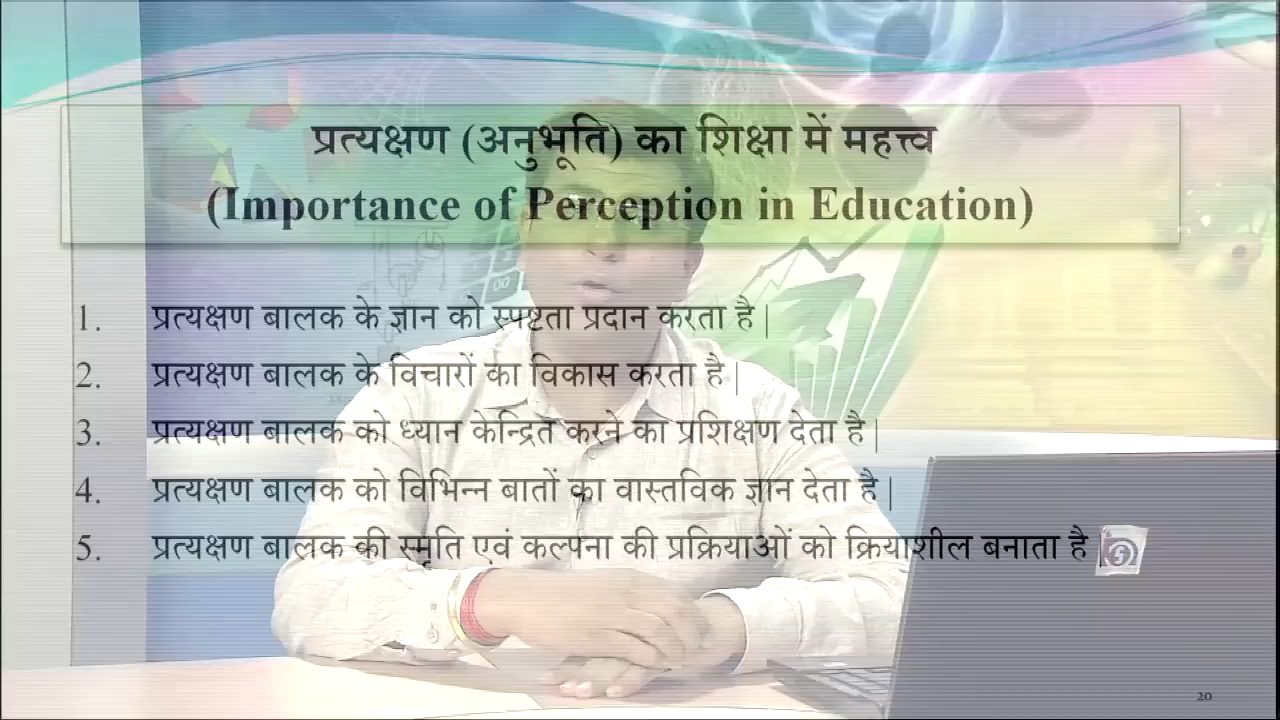 प्रत्यक्षण (अनुभूति) का शिक्षा में महत्त्व
(Importance of Perception in Education)
1. प्रत्यक्षण बालक के ज्ञान को स्पष्टता प्रदान करता है |
2. प्रत्यक्षण बालक के विचारों का विकास करता है |
3. प्रत्यक्षण बालक को ध्यान केन्द्रित करने का प्रशिक्षण देता है |
4. प्रत्यक्षण बालक को विभिन्न बातों का वास्तविक ज्ञान देता है |
5. प्रत्यक्षण बालक की स्मृति एवं कल्पना की प्रक्रियाओं को क्रियाशील बनाता है |
20